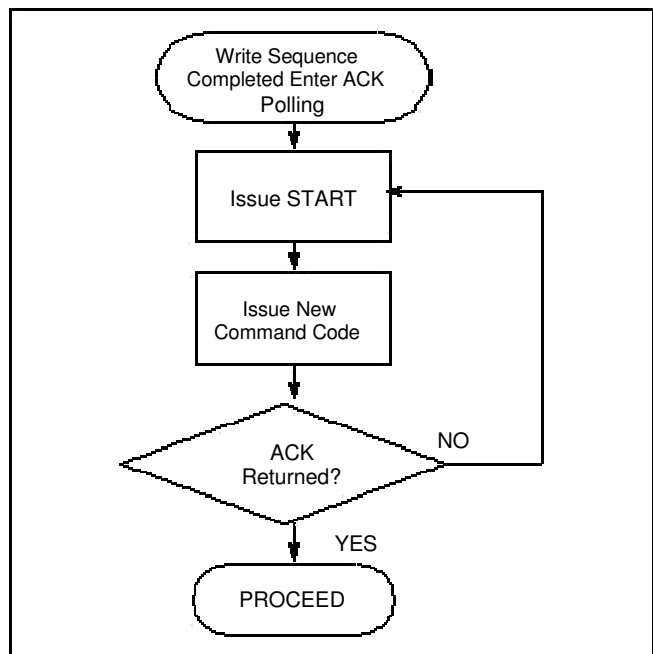 Write Sequence
Completed Enter ACK
Polling
Issue START
Issue New
Command Code
ACK
Returned?
NO
YES
PROCEED